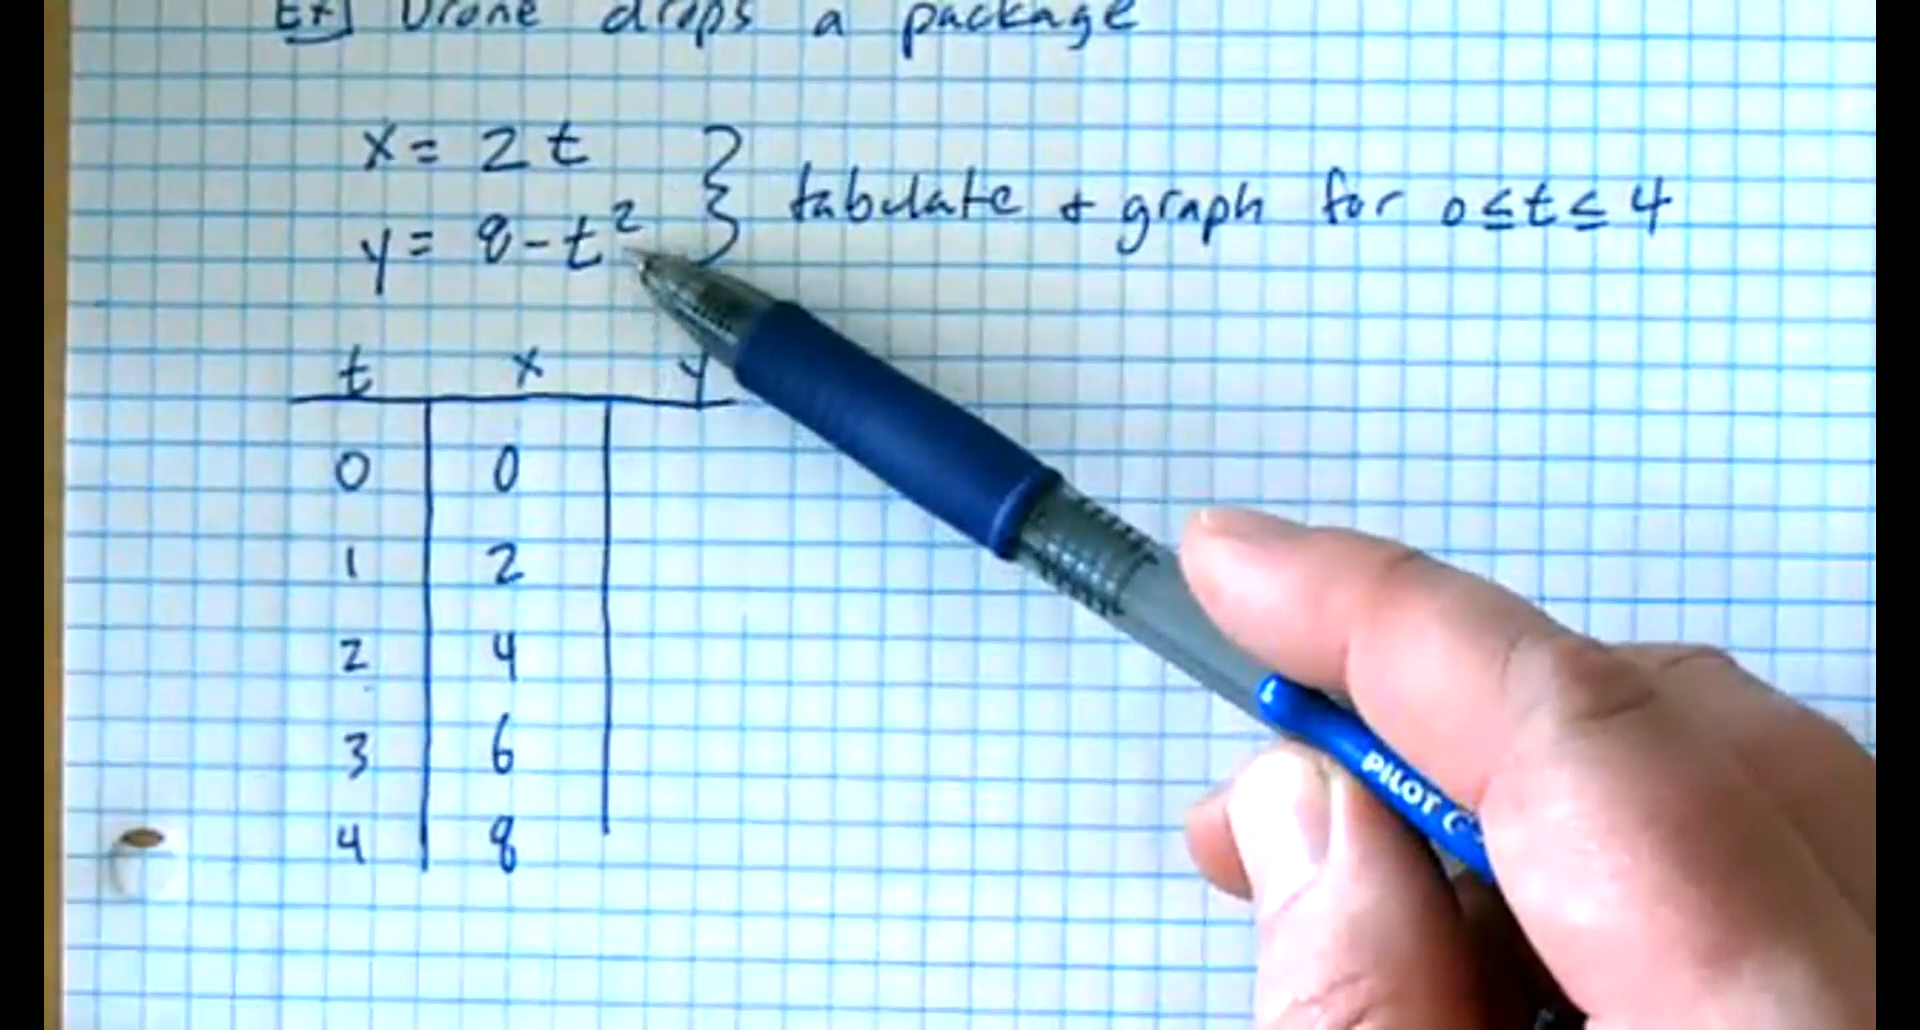 Ex] Drone drops a package
x = 2t
y = 8 - t² } tabulate + graph for 0 ≤ t ≤ 4
t x y
0 0
1 2
2 4
3 6
4 8
PILOT G